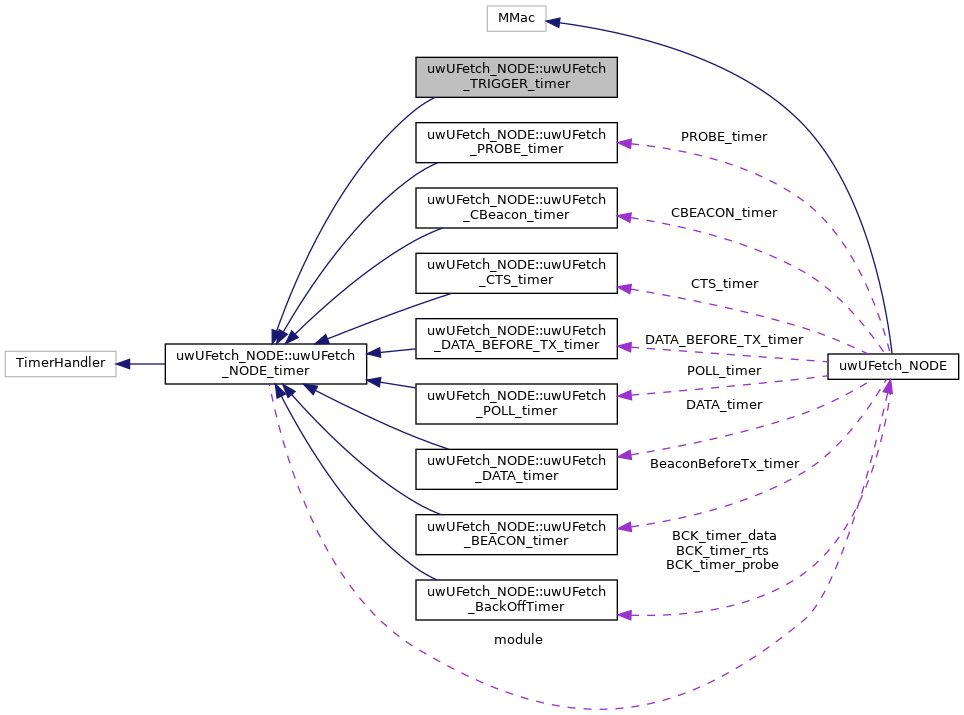 MMac
uwUFetch_NODE::uwUFetch
_TRIGGER_timer
uwUFetch_NODE::uwUFetch
_PROBE_timer
PROBE_timer
uwUFetch_NODE::uwUFetch
_CBeacon_timer
CBEACON_timer
uwUFetch_NODE::uwUFetch
_CTS_timer
CTS_timer
uwUFetch_NODE::uwUFetch
_DATA_BEFORE_TX_timer
DATA_BEFORE_TX_timer
TimerHandler
uwUFetch_NODE::uwUFetch
_NODE_timer
uwUFetch_NODE
POLL_timer
uwUFetch_NODE::uwUFetch
_POLL_timer
DATA_timer
uwUFetch_NODE::uwUFetch
_DATA_timer
BeaconBeforeTx_timer
uwUFetch_NODE::uwUFetch
_BEACON_timer
BCK_timer_data
BCK_timer_rts
BCK_timer_probe
uwUFetch_NODE::uwUFetch
_BackOffTimer
module